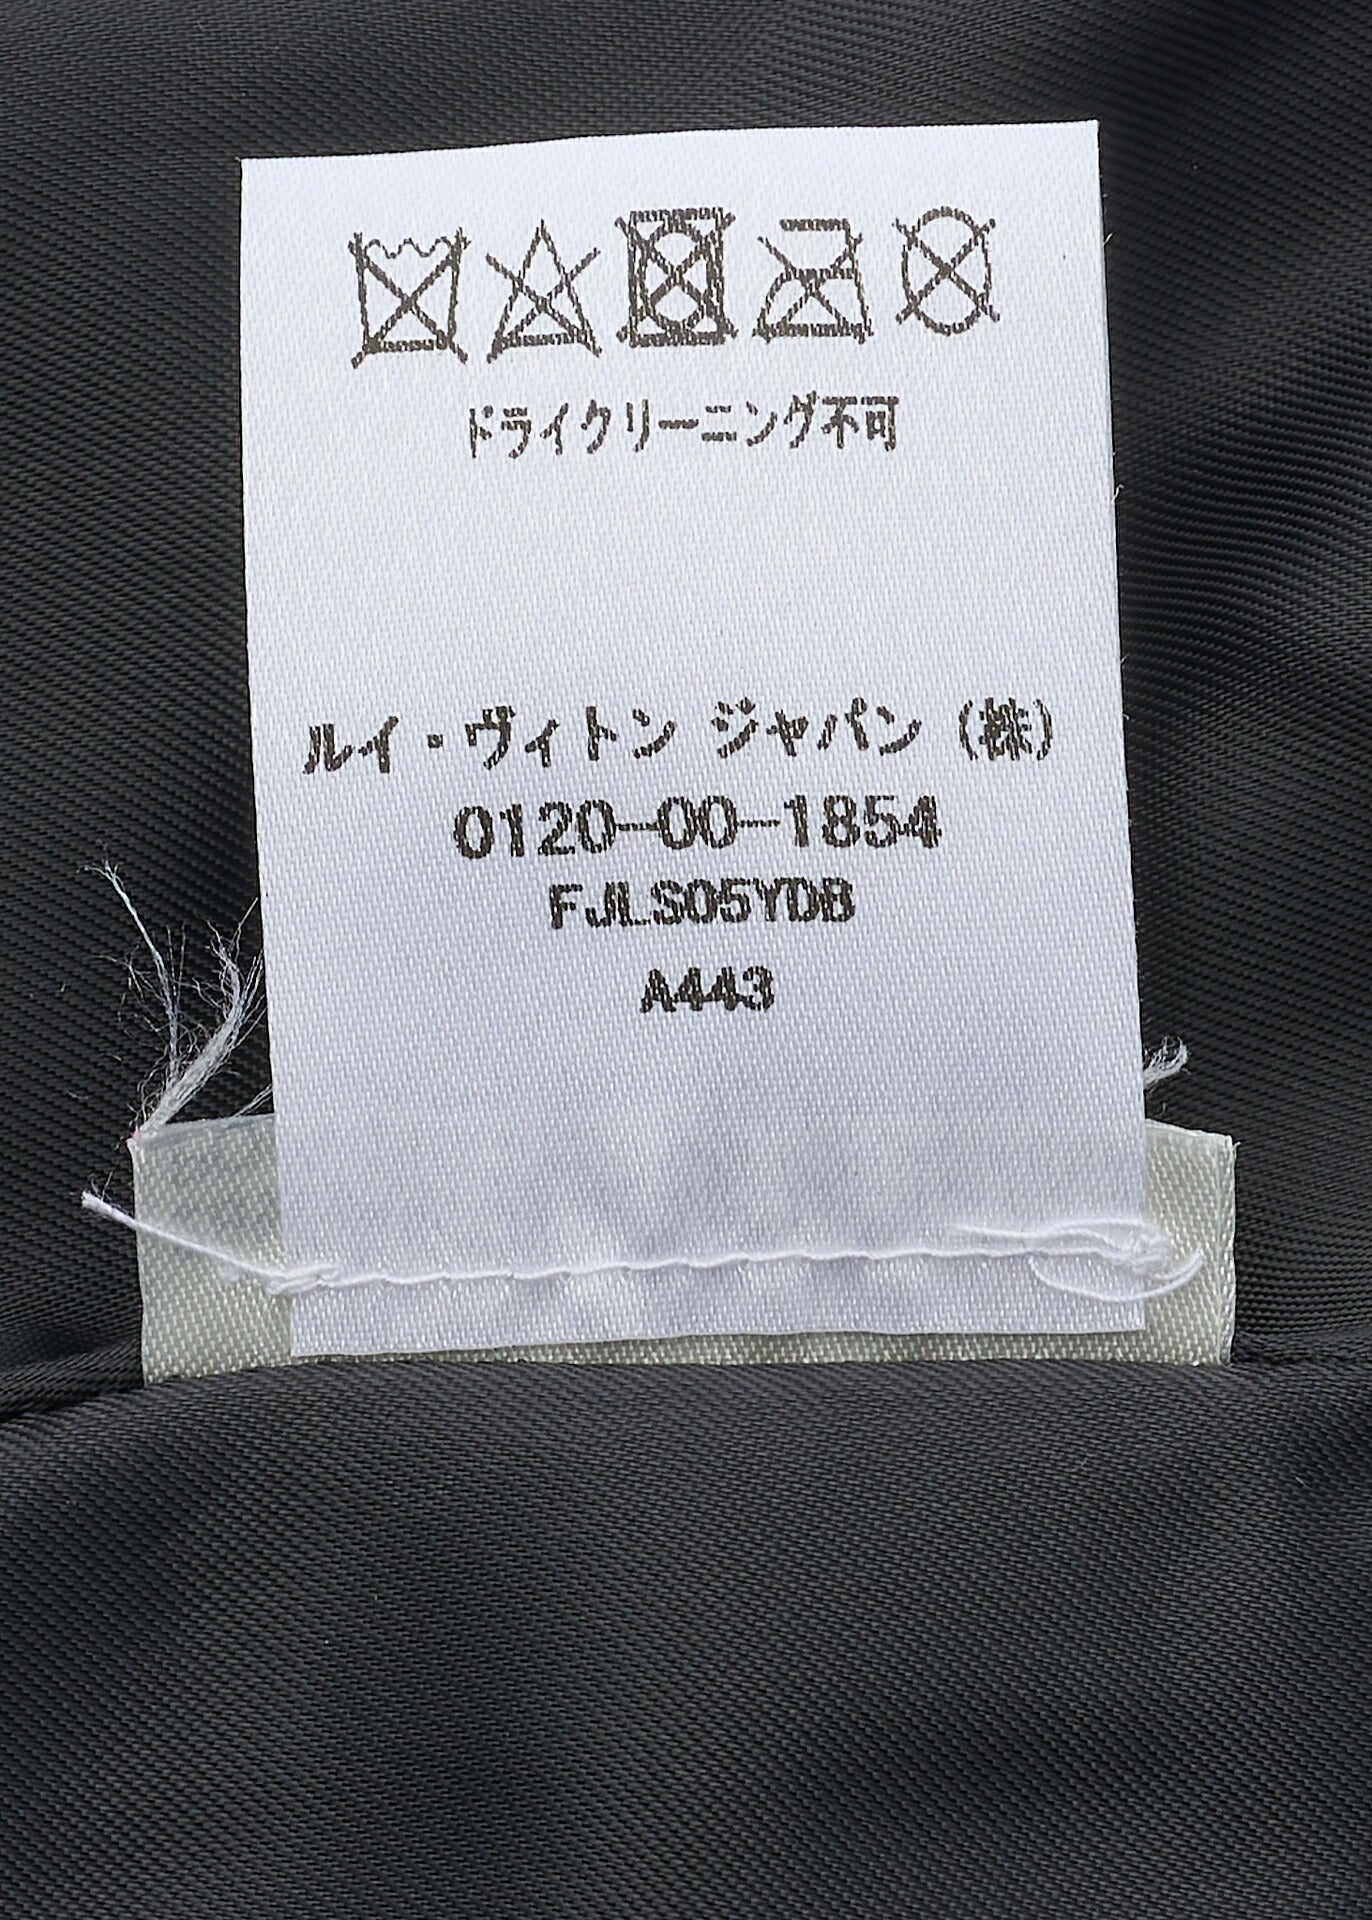 ドライクリーニング不可
ルイ・ヴィトン ジャパン (株)
0120-00-1854
FJLS05YDB
A443